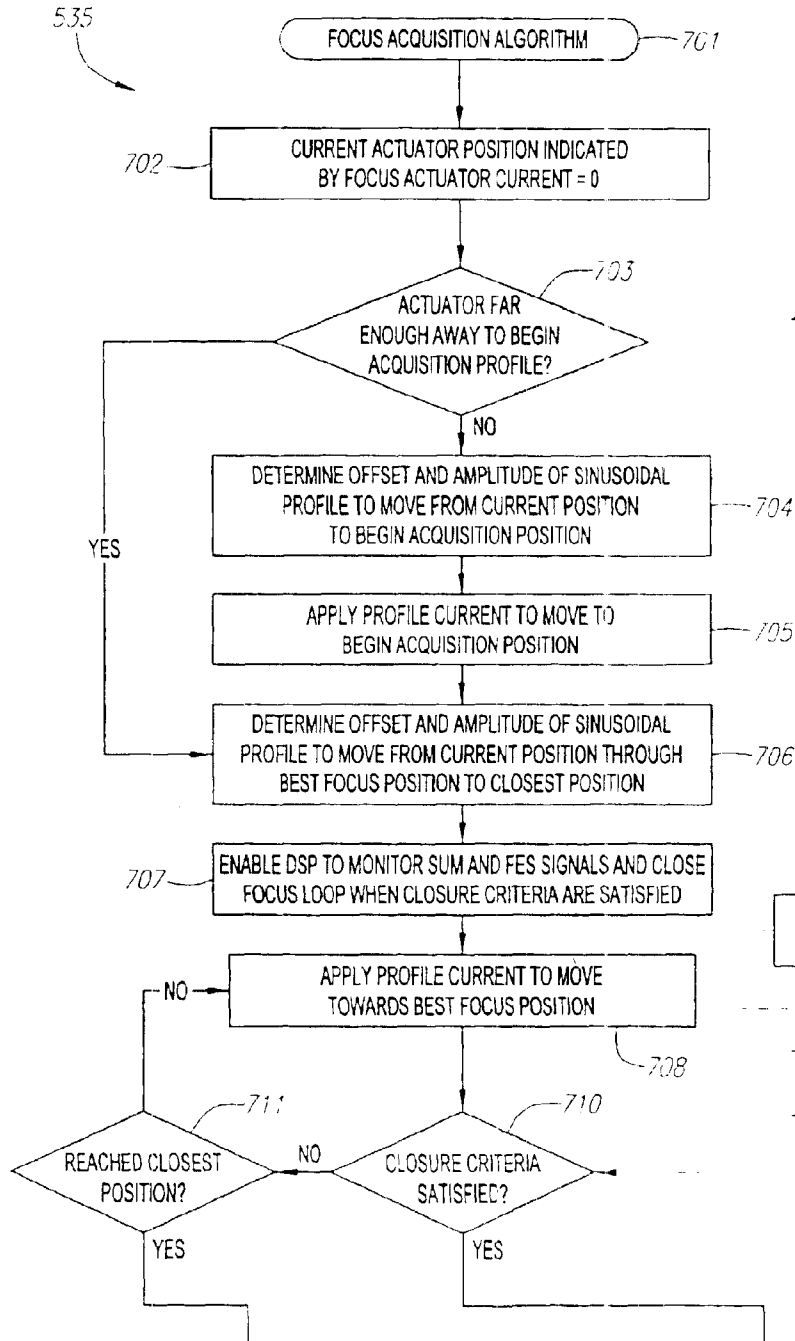 535
FOCUS ACQUISITION ALGORITHM
701
702
CURRENT ACTUATOR POSITION INDICATED
BY FOCUS ACTUATOR CURRENT = 0
703
ACTUATOR FAR
ENOUGH AWAY TO BEGIN
ACQUISITION PROFILE?
NO
YES
DETERMINE OFFSET AND AMPLITUDE OF SINUSOIDAL
PROFILE TO MOVE FROM CURRENT POSITION
TO BEGIN ACQUISITION POSITION
704
APPLY PROFILE CURRENT TO MOVE TO
BEGIN ACQUISITION POSITION
705
DETERMINE OFFSET AND AMPLITUDE OF SINUSOIDAL
PROFILE TO MOVE FROM CURRENT POSITION THROUGH
BEST FOCUS POSITION TO CLOSEST POSITION
706
707
ENABLE DSP TO MONITOR SUM AND FES SIGNALS AND CLOSE
FOCUS LOOP WHEN CLOSURE CRITERIA ARE SATISFIED
NO
APPLY PROFILE CURRENT TO MOVE
TOWARDS BEST FOCUS POSITION
708
711
710
REACHED CLOSEST
POSITION?
NO
CLOSURE CRITERIA
SATISFIED?
YES
YES